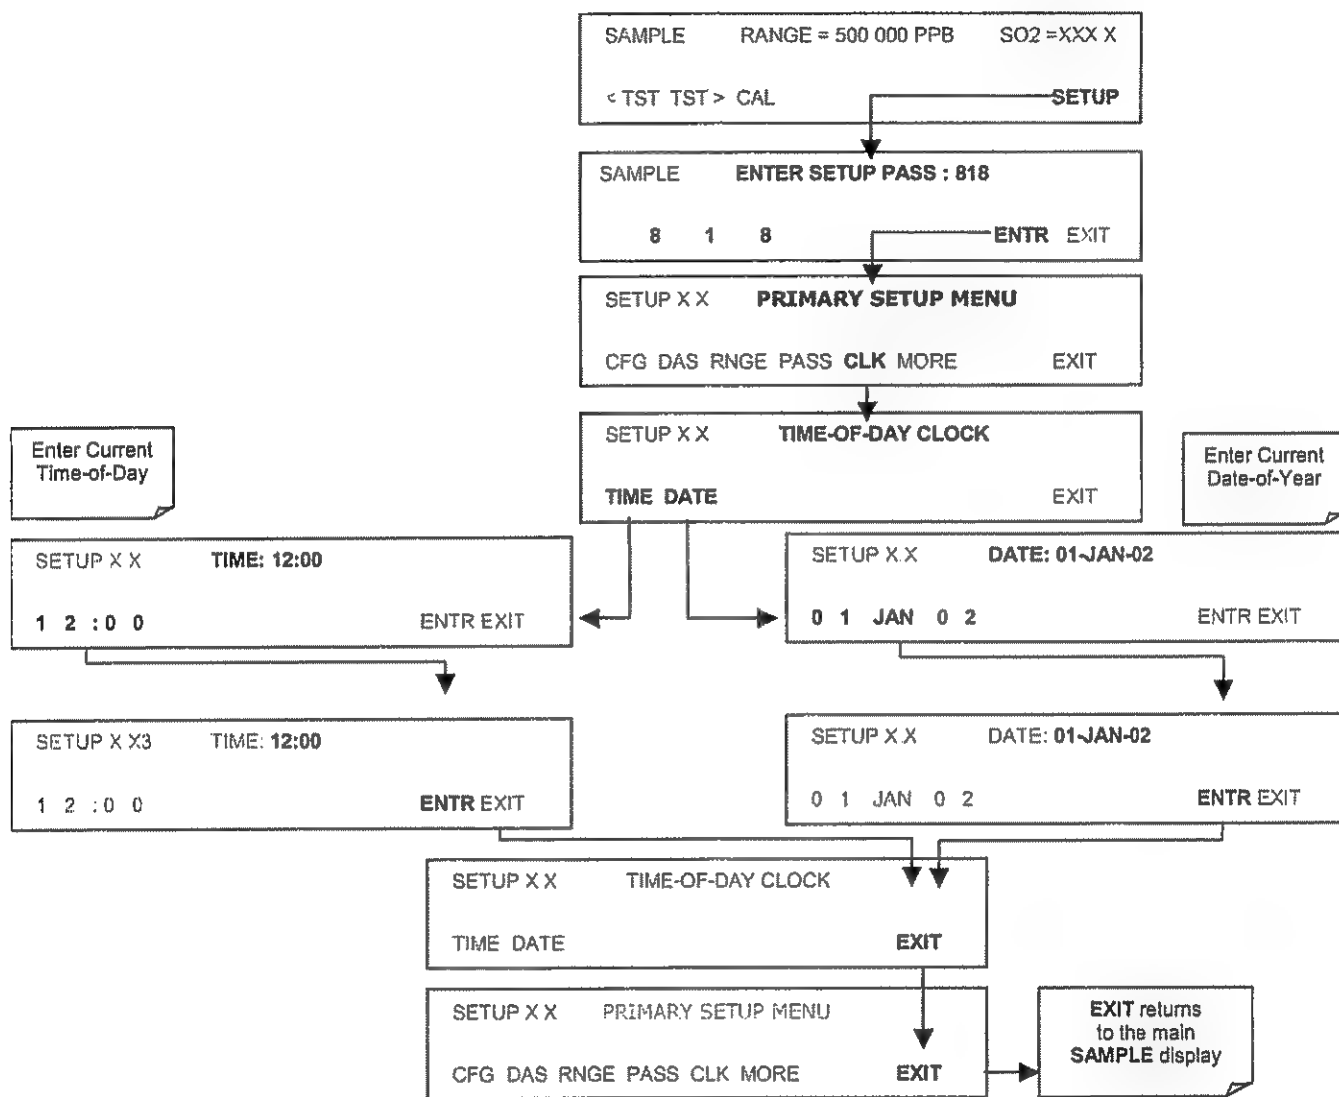 SAMPLE RANGE = 500 000 PPB SO2 =XXX X
< TST TST > CAL SETUP
SAMPLE ENTER SETUP PASS : 818
8 1 8 ENTR EXIT
SETUP X X PRIMARY SETUP MENU
CFG DAS RNGE PASS CLK MORE EXIT
SETUP X X TIME-OF-DAY CLOCK
TIME DATE EXIT
Enter Current
Time-of-Day
Enter Current
Date-of-Year
SETUP X X TIME: 12:00
1 2 :0 0 ENTR EXIT
SETUP X X DATE: 01-JAN-02
0 1 JAN 0 2 ENTR EXIT
SETUP X X3 TIME: 12:00
1 2 :0 0 ENTR EXIT
SETUP X X DATE: 01-JAN-02
0 1 JAN 0 2 ENTR EXIT
SETUP X X TIME-OF-DAY CLOCK
TIME DATE EXIT
SETUP X X PRIMARY SETUP MENU
CFG DAS RNGE PASS CLK MORE EXIT
EXIT returns
to the main
SAMPLE display